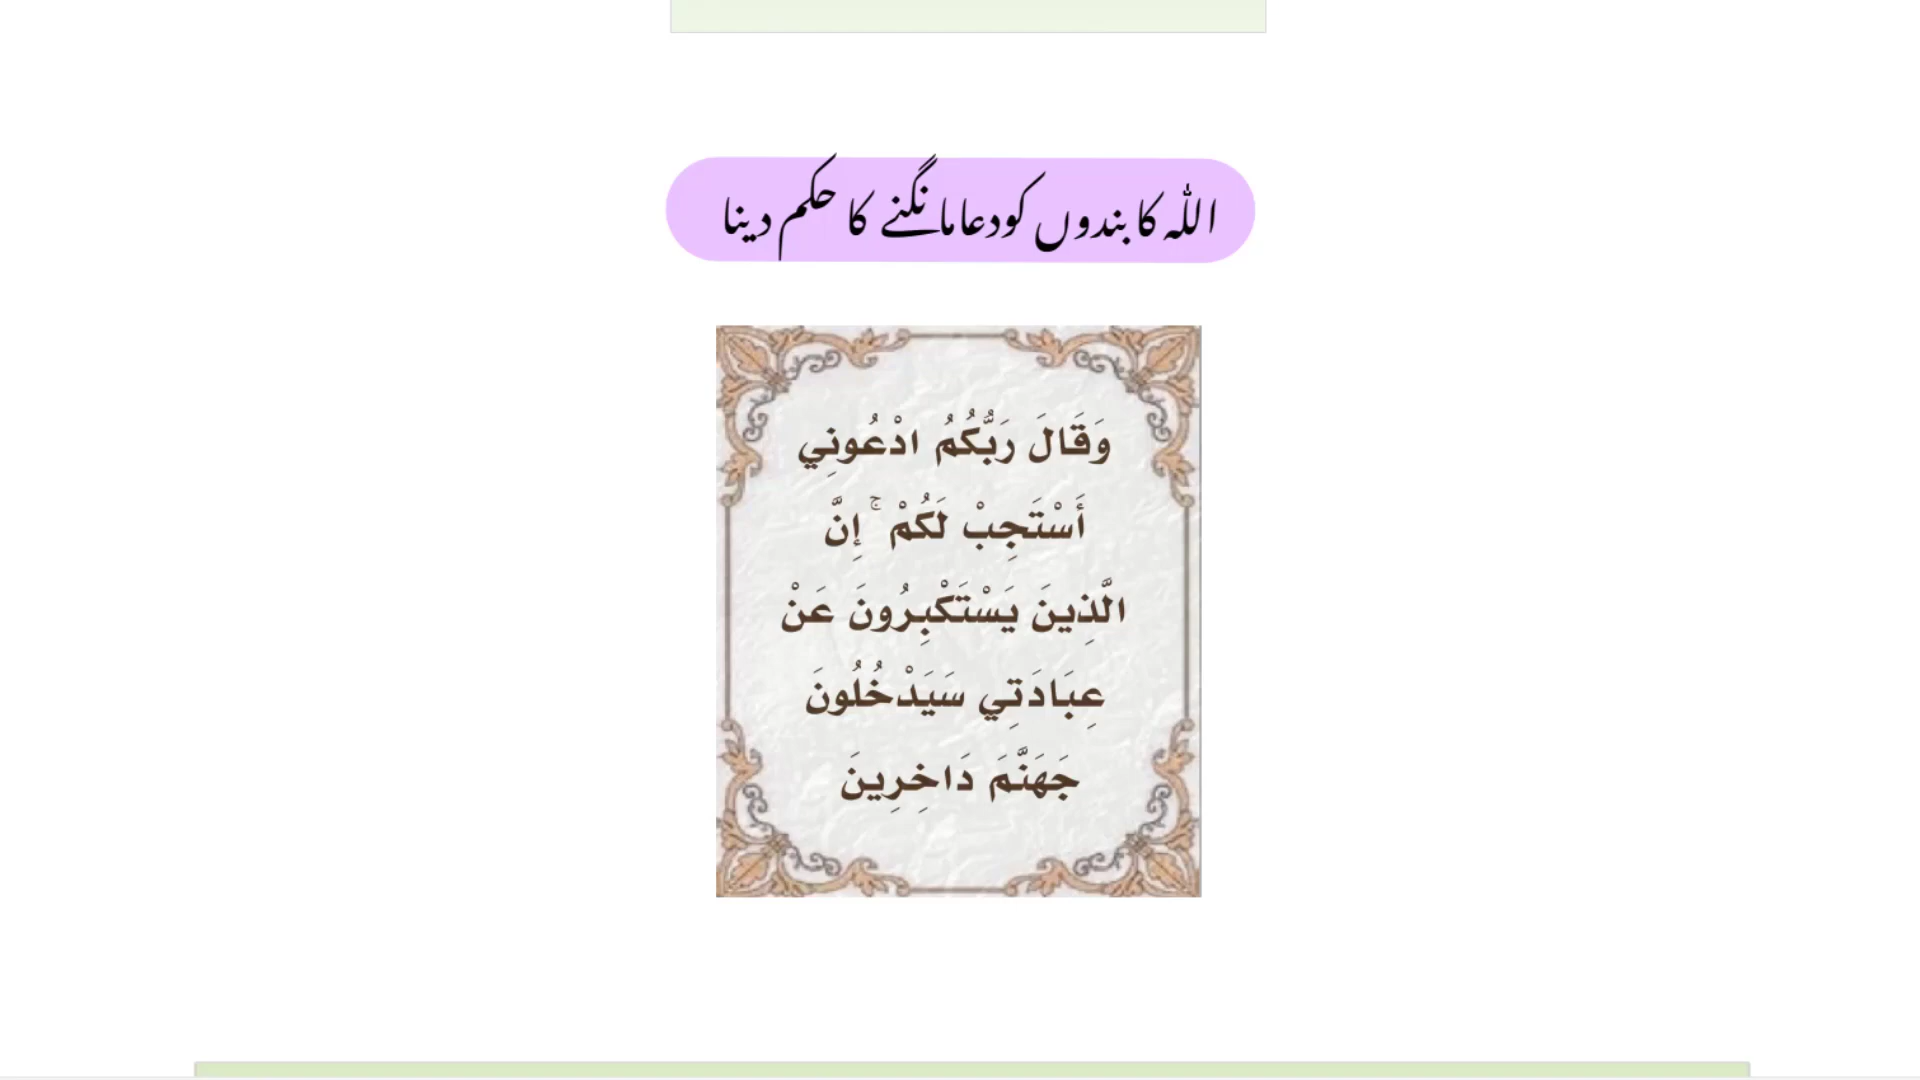 اللہ کا بندوں کو دعا مانگنے کا حکم دینا
وَقَالَ رَبُّكُمُ ادْعُونِي
أَسْتَجِبْ لَكُمْ ۚ إِنَّ
الَّذِينَ يَسْتَكْبِرُونَ عَنْ
عِبَادَتِي سَيَدْخُلُونَ
جَهَنَّمَ دَاخِرِينَ